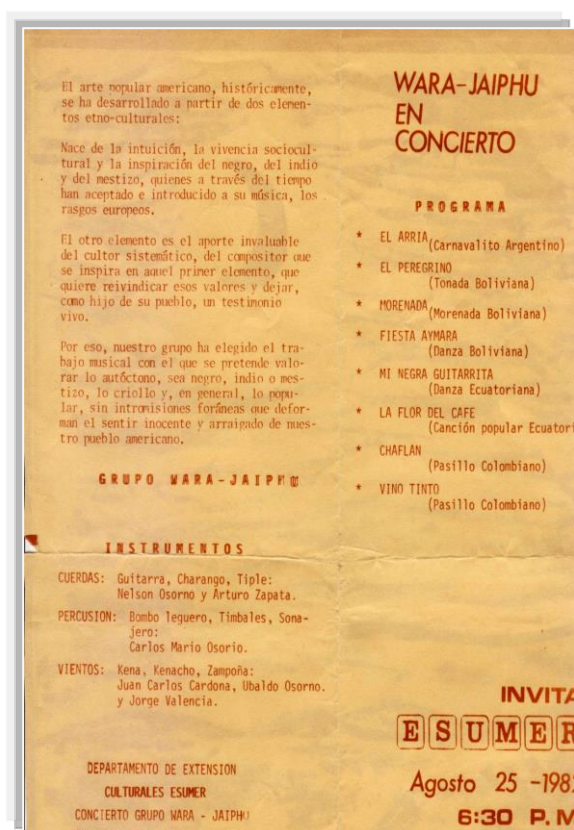 El arte popular americano, históricamente,
se ha desarrollado a partir de dos elemen-
tos etno-culturales:
Nace de la intuición, la vivencia sociocul-
tural y la inspiración del negro, del indio
y del mestizo, quienes a través del tiempo
han aceptado e introducido a su música, los
rasgos europeos.
El otro elemento es el aporte invaluable
del cultor sistemático, del compositor que
se inspira en aquel primer elemento, que
quiere reivindicar esos valores y dejar,
como hijo de su pueblo, un testimonio
vivo.
Por eso, nuestro grupo ha elegido el tra-
bajo musical con el que se pretende valo-
rar lo autóctono, sea negro, indio o mes-
tizo, lo criollo y, en general, lo popu-
lar, sin intromisiones foráneas que defor-
man el sentir inocente y arraigado de nues-
tro pueblo americano.
GRUPO WARA-JAIPHU
INSTRUMENTOS
CUERDAS: Guitarra, Charango, Tiple:
Nelson Osorno y Arturo Zapata.
PERCUSION: Bombo leguero, Timbales, Sona-
jero:
Carlos Mario Osorio.
VIENTOS: Kena, Kenacho, Zampoña:
Juan Carlos Cardona, Ubaldo Osorno.
y Jorge Valencia.
DEPARTAMENTO DE EXTENSION
CULTURALES ESUMER
CONCIERTO GRUPO WARA - JAIPHU
WARA-JAIPHU
EN
CONCIERTO
PROGRAMA
* EL ARRIA (Carnavalito Argentino)
* EL PEREGRINO
(Tonada Boliviana)
* MORENADA (Morenada Boliviana)
* FIESTA AYMARA
(Danza Boliviana)
* MI NEGRA GUITARRITA
(Danza Ecuatoriana)
* LA FLOR DEL CAFE
(Canción popular Ecuatori
* CHAFLAN
(Pasillo Colombiano)
* VINO TINTO
(Pasillo Colombiano)
INVITA
ESUMER
Agosto 25 -198
6:30 P.M